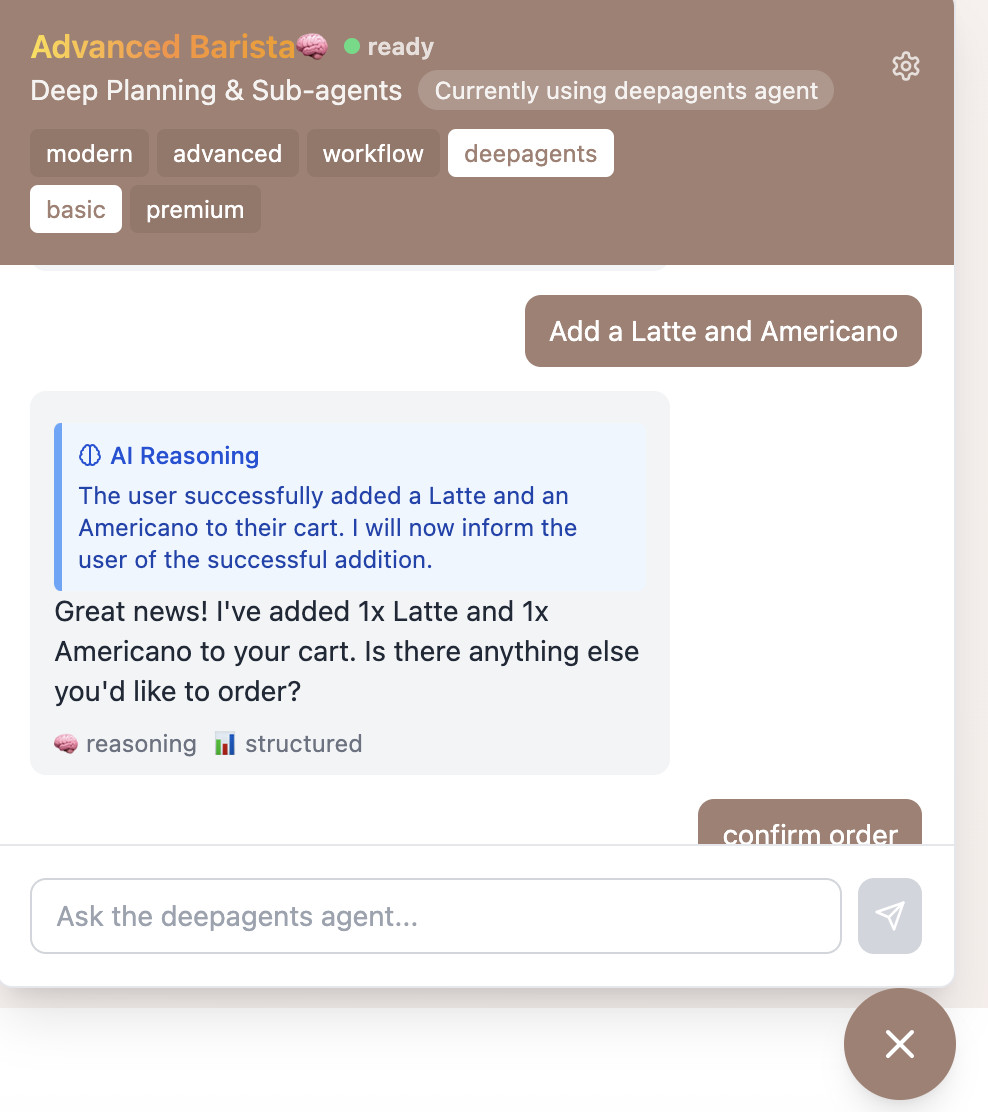 Advanced Barista🧠 ready
Deep Planning & Sub-agents Currently using deepagents agent
modern advanced workflow deepagents
basic premium
Add a Latte and Americano
AI Reasoning
The user successfully added a Latte and an
Americano to their cart. I will now inform the
user of the successful addition.
Great news! I've added 1x Latte and 1x
Americano to your cart. Is there anything else
you'd like to order?
🧠 reasoning 📊 structured
confirm order
Ask the deepagents agent...